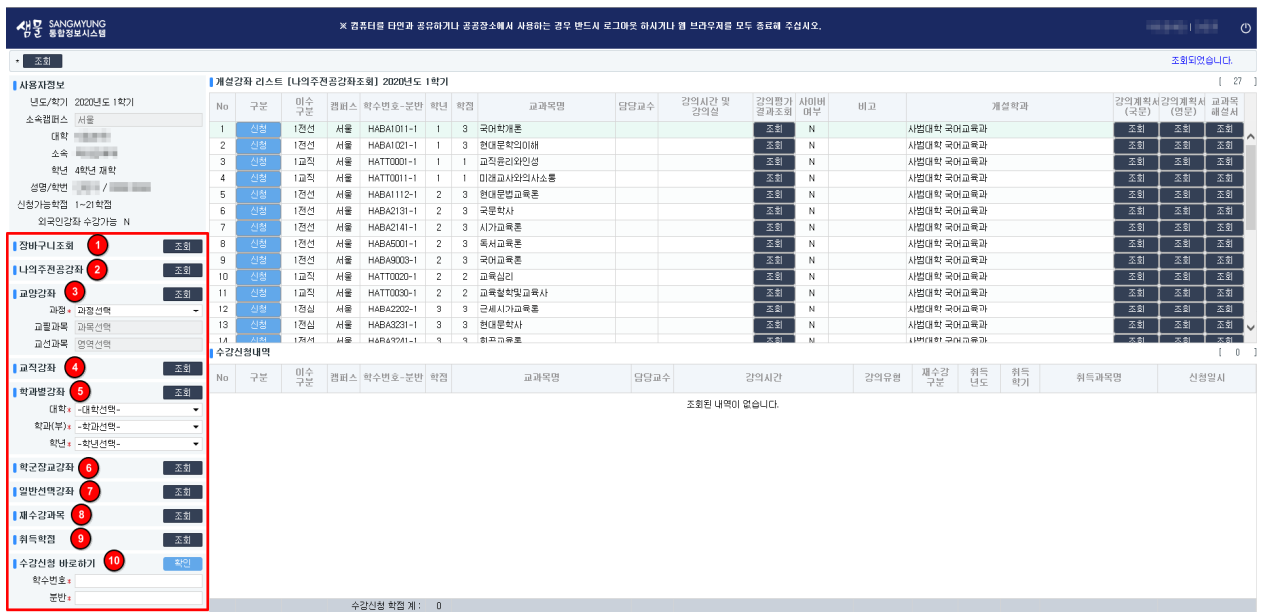 샘물 SANGMYUNG 통합정보시스템
※ 컴퓨터를 타인과 공유하거나 공공장소에서 사용하는 경우 반드시 로그아웃 하시거나 웹 브라우저를 모두 종료해 주십시오.
조회
조회되었습니다.
사용자정보
년도/학기 2020년도 1학기
소속캠퍼스 서울
대학
소속
학년 4학년 재학
성명/학번 /
신청가능학점 1~21학점
외국인강좌 수강가능 N
장바구니조회 1 조회
나의주전공강좌 2 조회
교양강좌 3 조회
과정* 과정선택
교필과목 과목선택
교선과목 영역선택
교직강좌 4 조회
학과별강좌 5 조회
대학* -대학선택-
학과(부)* -학과선택-
학년* -학년선택-
학군장교강좌 6 조회
일반선택강좌 7 조회
재수강과목 8 조회
취득학점 9 조회
수강신청 바로하기 10 확인
학수번호*
분반*
개설강좌 리스트 [나의주전공강좌조회] 2020년도 1학기 [ 27 ]
No 구분 이수구분 캠퍼스 학수번호-분반 학년 학점 교과목명 담당교수 강의시간 및 강의실 강의평가결과조회 사이버여부 비고 개설학과 강의계획서(국문) 강의계획서(영문) 교과목해설서
1 신청 1전선 서울 HABA1011-1 1 3 국어학개론 조회 N 사범대학 국어교육과 조회 조회 조회
2 신청 1전선 서울 HABA1021-1 1 3 현대문학의이해 조회 N 사범대학 국어교육과 조회 조회 조회
3 신청 1교직 서울 HATT0001-1 1 1 교직윤리와인성 조회 N 사범대학 국어교육과 조회 조회 조회
4 신청 1교직 서울 HATT0011-1 1 1 미래교사와의사소통 조회 N 사범대학 국어교육과 조회 조회 조회
5 신청 1전선 서울 HABA1112-1 2 3 현대문법교육론 조회 N 사범대학 국어교육과 조회 조회 조회
6 신청 1전선 서울 HABA2131-1 2 3 국문학사 조회 N 사범대학 국어교육과 조회 조회 조회
7 신청 1전선 서울 HABA2141-1 2 3 시가교육론 조회 N 사범대학 국어교육과 조회 조회 조회
8 신청 1전선 서울 HABA5001-1 2 3 독서교육론 조회 N 사범대학 국어교육과 조회 조회 조회
9 신청 1전선 서울 HABA9003-1 2 3 국어교육론 조회 N 사범대학 국어교육과 조회 조회 조회
10 신청 1교직 서울 HATT0020-1 2 2 교육심리 조회 N 사범대학 국어교육과 조회 조회 조회
11 신청 1교직 서울 HATT0030-1 2 2 교육철학및교육사 조회 N 사범대학 국어교육과 조회 조회 조회
12 신청 1전심 서울 HABA2202-1 3 3 근세시가교육론 조회 N 사범대학 국어교육과 조회 조회 조회
13 신청 1전심 서울 HABA3231-1 3 3 현대문학사 조회 N 사범대학 국어교육과 조회 조회 조회
14 신청 1전선 서울 HABA3241-1 3 3 희곡교육론 조회 N 사범대학 국어교육과 조회 조회 조회
수강신청내역 [ 0 ]
No 구분 이수구분 캠퍼스 학수번호-분반 학점 교과목명 담당교수 강의시간 강의유형 재수강구분 취득년도 취득학기 취득과목명 신청일시
조회된 내역이 없습니다.
수강신청 학점 계 : 0